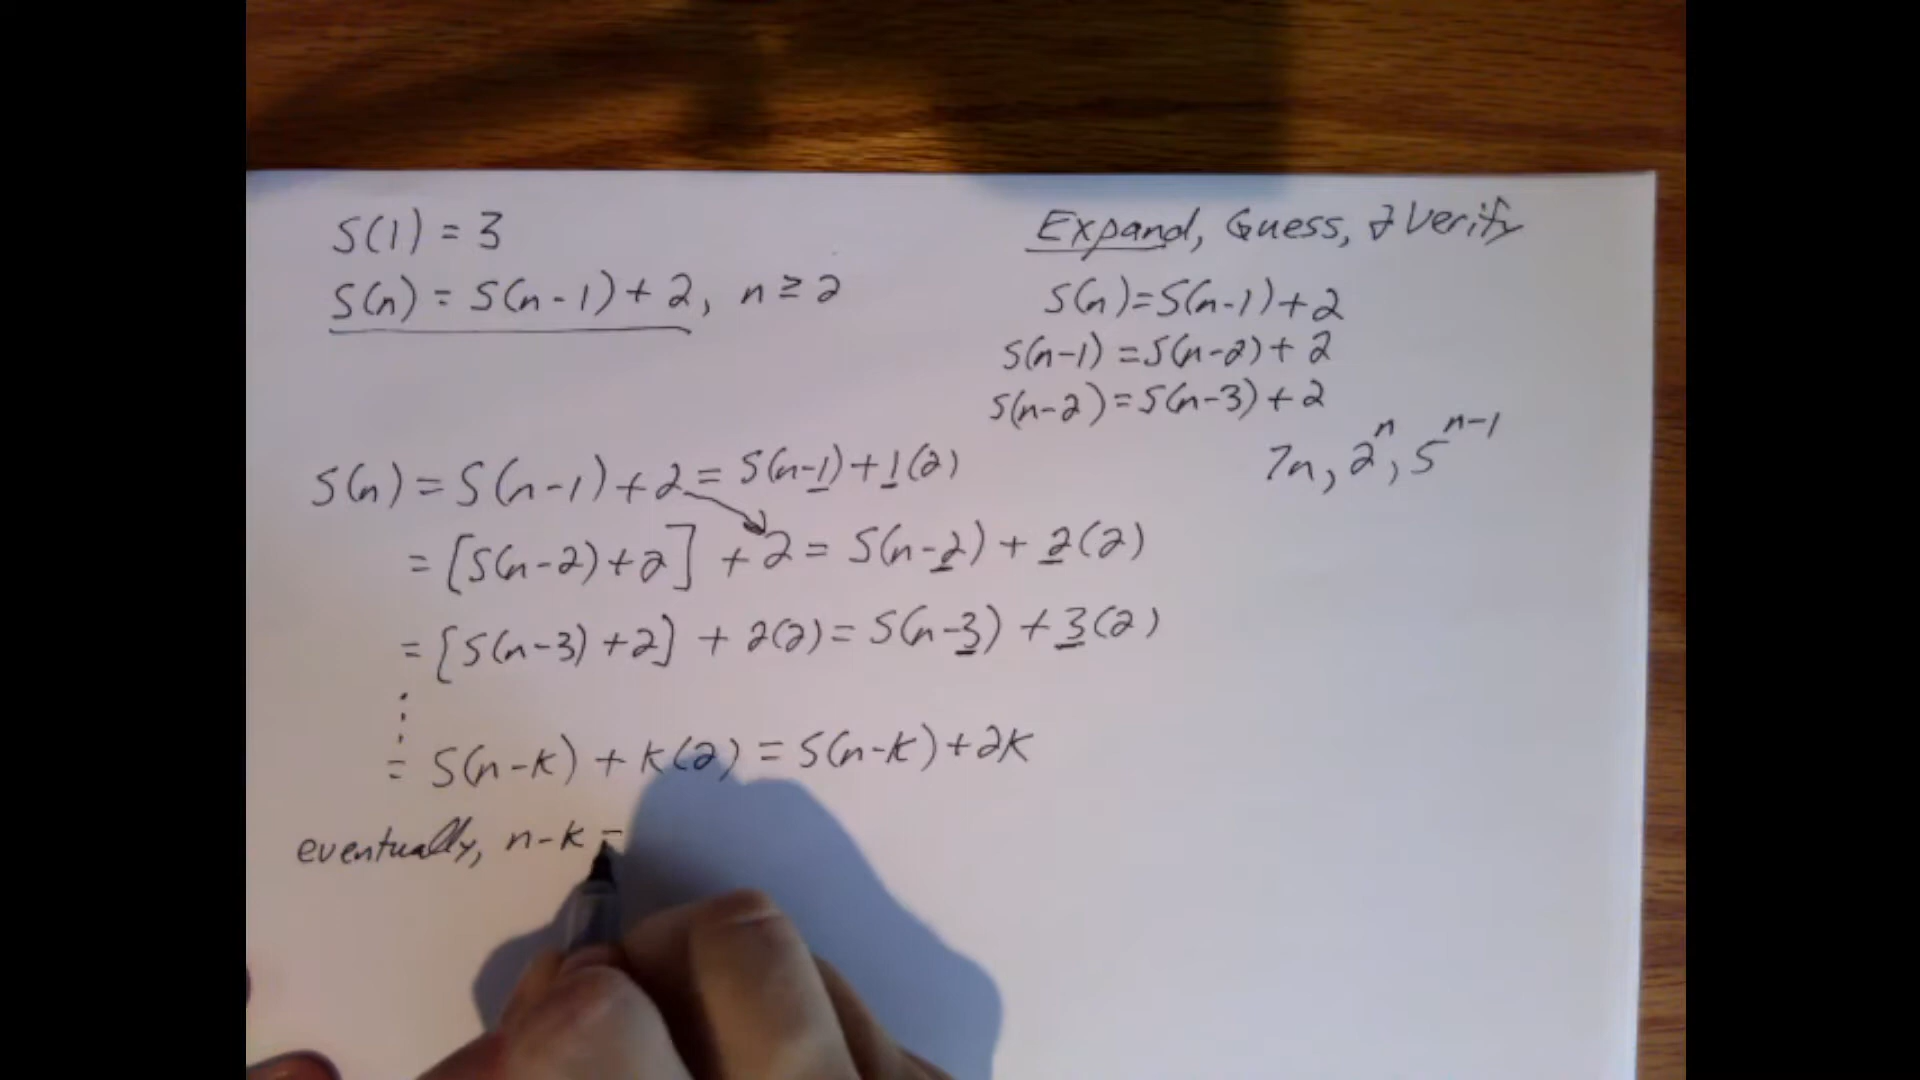 S(1) = 3
S(n) = S(n-1) + 2, n ≥ 2
Expand, Guess, & Verify
S(n) = S(n-1) + 2
S(n-1) = S(n-2) + 2
S(n-2) = S(n-3) + 2
7n, 2ⁿ, 5ⁿ⁻¹
S(n) = S(n-1) + 2 = S(n-1) + 1(2)
= [S(n-2) + 2] + 2 = S(n-2) + 2(2)
= [S(n-3) + 2] + 2(2) = S(n-3) + 3(2)
⋮
= S(n-k) + k(2) = S(n-k) + 2k
eventually, n-k =